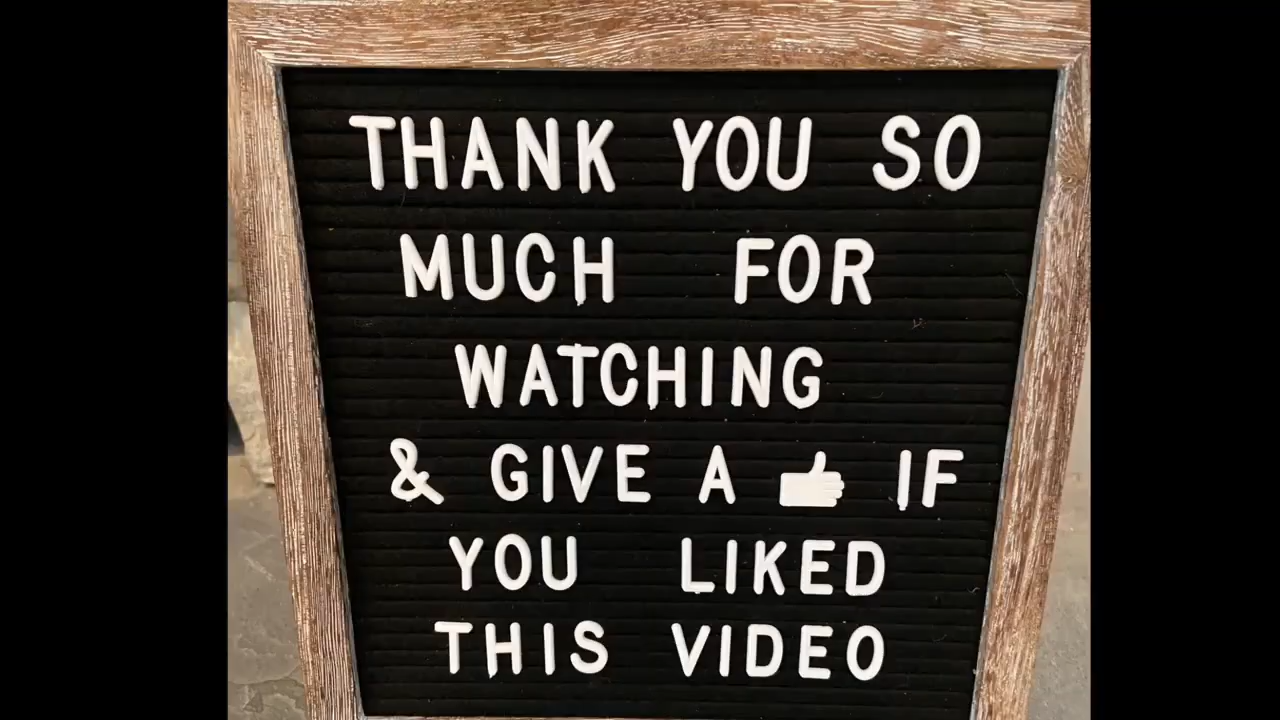 THANK YOU SO
MUCH FOR
WATCHING
& GIVE A 👍 IF
YOU LIKED
THIS VIDEO